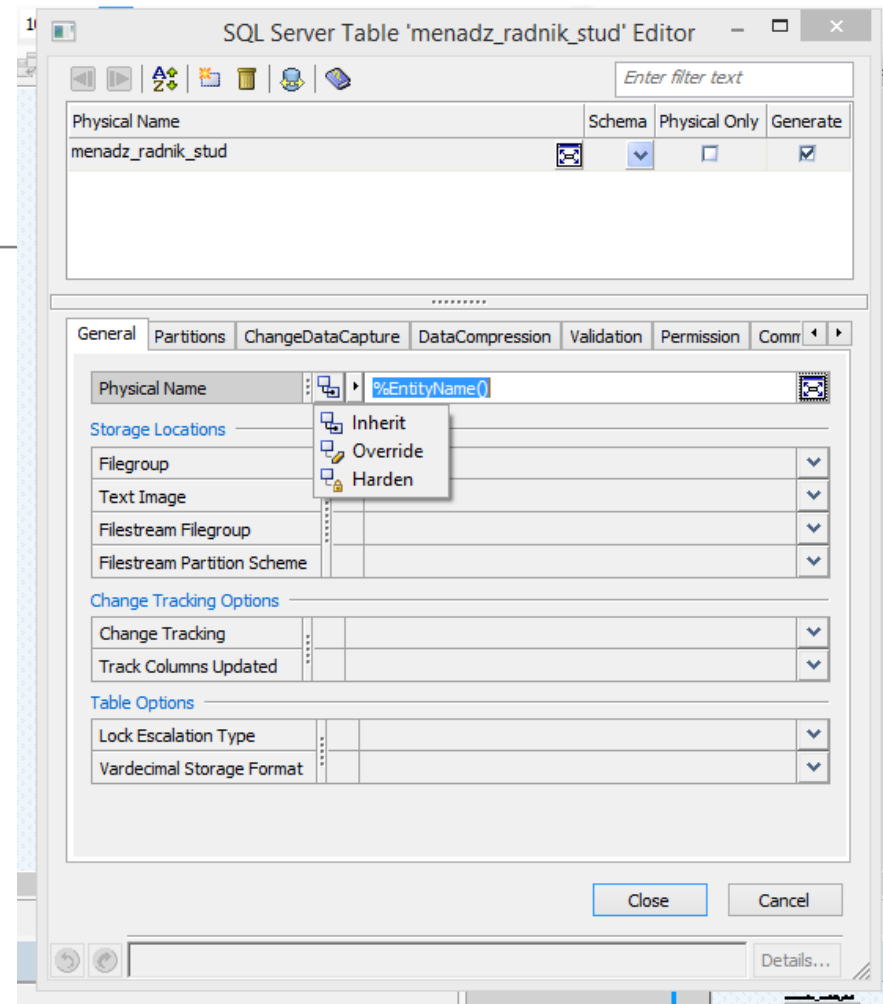 SQL Server Table 'menadz_radnik_stud' Editor
Enter filter text
Physical Name Schema Physical Only Generate
menadz_radnik_stud
General Partitions ChangeDataCapture DataCompression Validation Permission Comm
Physical Name %EntityName()
Inherit
Storage Locations
Override
Filegroup
Harden
Text Image
Filestream Filegroup
Filestream Partition Scheme
Change Tracking Options
Change Tracking
Track Columns Updated
Table Options
Lock Escalation Type
Vardecimal Storage Format
Close Cancel
Details...